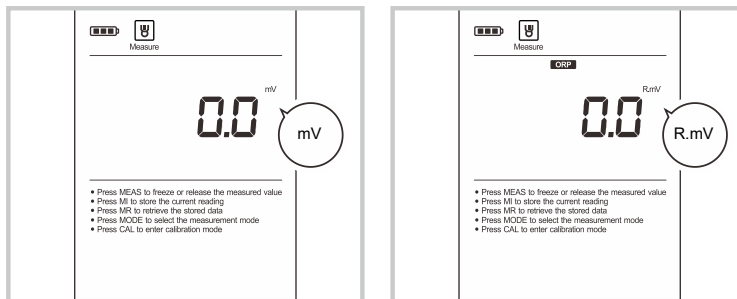 Measure
mV
0.0
mV
• Press MEAS to freeze or release the measured value
• Press MI to store the current reading
• Press MR to retrieve the stored data
• Press MODE to select the measurement mode
• Press CAL to enter calibration mode
Measure
ORP
R.mV
0.0
R.mV
• Press MEAS to freeze or release the measured value
• Press MI to store the current reading
• Press MR to retrieve the stored data
• Press MODE to select the measurement mode
• Press CAL to enter calibration mode